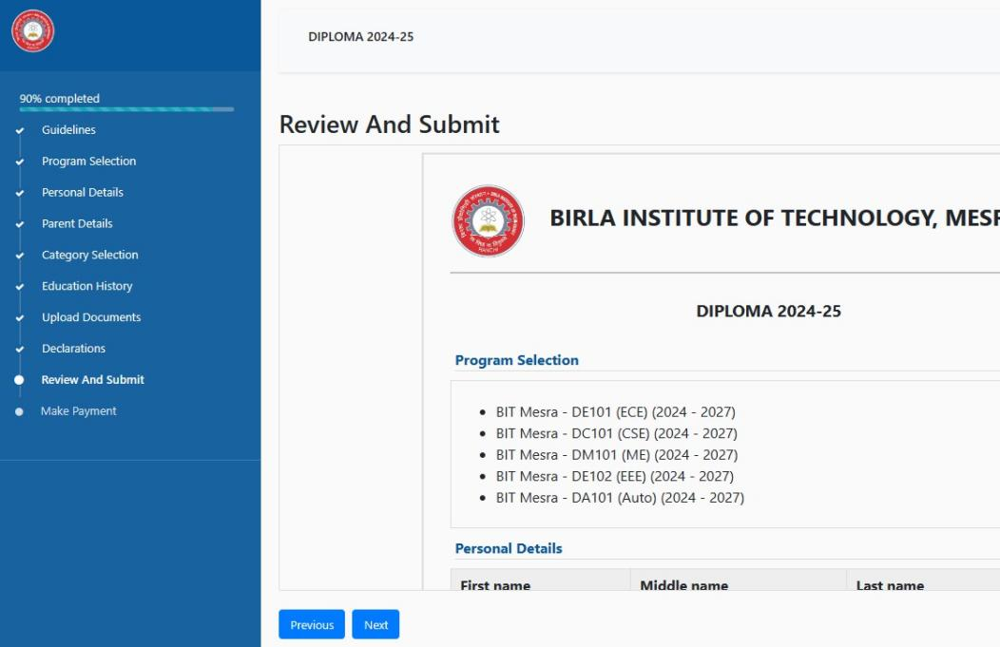 DIPLOMA 2024-25
90% completed
Guidelines
Program Selection
Personal Details
Parent Details
Category Selection
Education History
Upload Documents
Declarations
Review And Submit
Make Payment
Review And Submit
BIRLA INSTITUTE OF TECHNOLOGY, MESR
DIPLOMA 2024-25
Program Selection
BIT Mesra - DE101 (ECE) (2024 - 2027)
BIT Mesra - DC101 (CSE) (2024 - 2027)
BIT Mesra - DM101 (ME) (2024 - 2027)
BIT Mesra - DE102 (EEE) (2024 - 2027)
BIT Mesra - DA101 (Auto) (2024 - 2027)
Personal Details
First name Middle name Last name
Previous Next